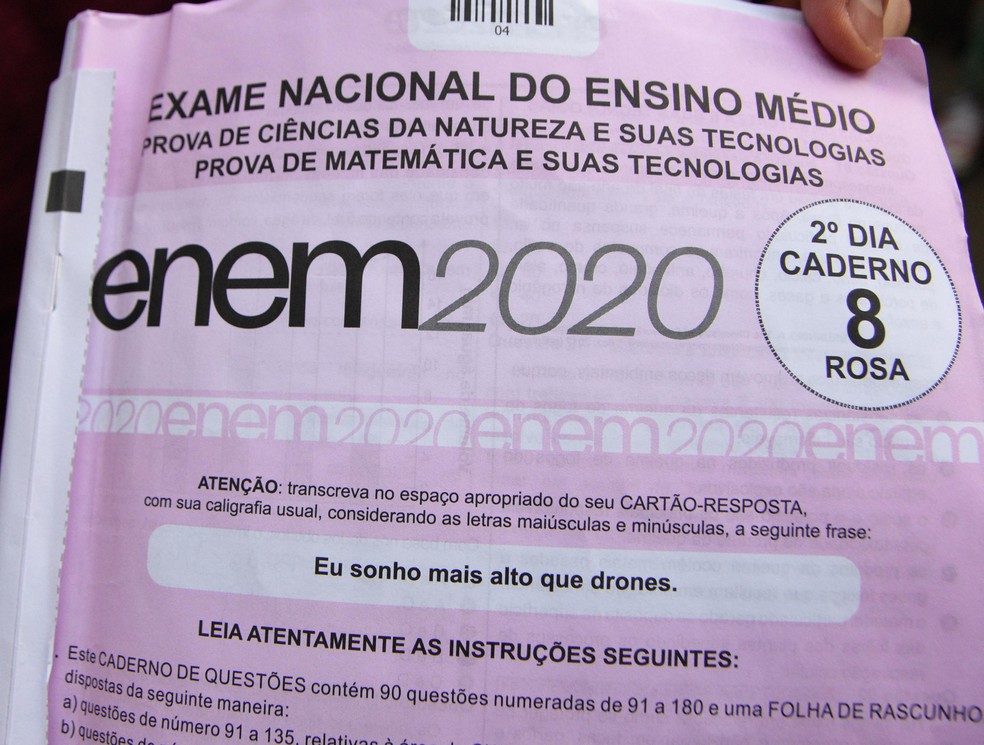 04
EXAME NACIONAL DO ENSINO MÉDIO
PROVA DE CIÊNCIAS DA NATUREZA E SUAS TECNOLOGIAS
PROVA DE MATEMÁTICA E SUAS TECNOLOGIAS
enem2020
2º DIA
CADERNO
8
ROSA
2020enem2020enem2020enem
ATENÇÃO: transcreva no espaço apropriado do seu CARTÃO-RESPOSTA,
com sua caligrafia usual, considerando as letras maiúsculas e minúsculas, a seguinte frase:
Eu sonho mais alto que drones.
LEIA ATENTAMENTE AS INSTRUÇÕES SEGUINTES:
Este CADERNO DE QUESTÕES contém 90 questões numeradas de 91 a 180 e uma FOLHA DE RASCUNHO
dispostas da seguinte maneira:
a) questões de número 91 a 135, relativas à área de
b) questões de